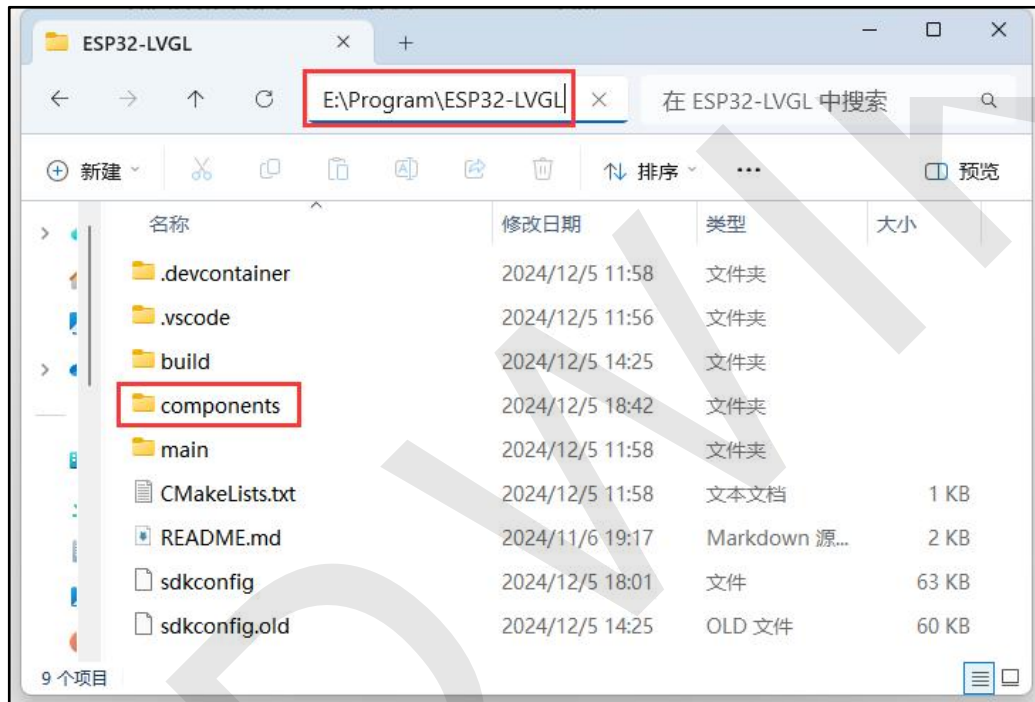 ESP32-LVGL
E:\Program\ESP32-LVGL 在 ESP32-LVGL 中搜索
新建 排序 ... 预览
名称 修改日期 类型 大小
.devcontainer 2024/12/5 11:58 文件夹
.vscode 2024/12/5 11:56 文件夹
build 2024/12/5 14:25 文件夹
components 2024/12/5 18:42 文件夹
main 2024/12/5 11:58 文件夹
CMakeLists.txt 2024/12/5 11:58 文本文档 1 KB
README.md 2024/11/6 19:17 Markdown 源... 2 KB
sdkconfig 2024/12/5 18:01 文件 63 KB
sdkconfig.old 2024/12/5 14:25 OLD 文件 60 KB
9 个项目